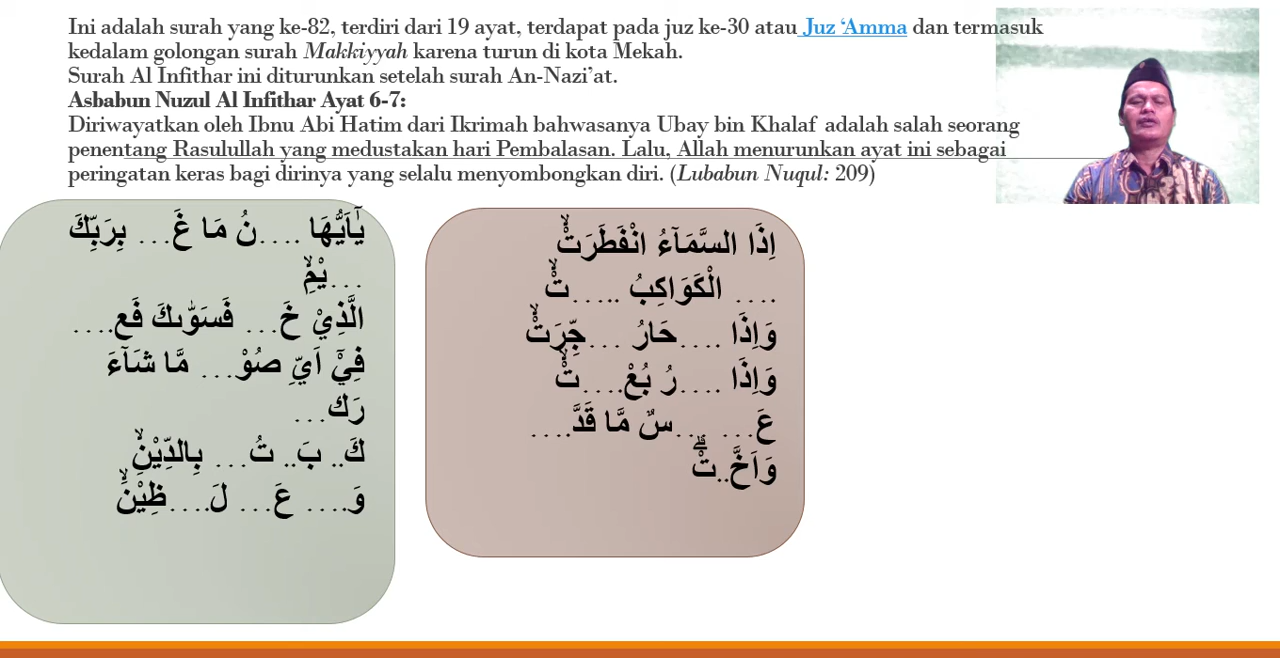 Ini adalah surah yang ke-82, terdiri dari 19 ayat, terdapat pada juz ke-30 atau Juz ‘Amma dan termasuk
kedalam golongan surah Makkiyyah karena turun di kota Mekah.
Surah Al Infithar ini diturunkan setelah surah An-Nazi’at.
Asbabun Nuzul Al Infithar Ayat 6-7:
Diriwayatkan oleh Ibnu Abi Hatim dari Ikrimah bahwasanya Ubay bin Khalaf adalah salah seorang
penentang Rasulullah yang medustakan hari Pembalasan. Lalu, Allah menurunkan ayat ini sebagai
peringatan keras bagi dirinya yang selalu menyombongkan diri. (Lubabun Nuqul: 209)
اِذَا السَّمَاۤءُ انْفَطَرَتْۙ
.... الْكَوَاكِبُ .....تْۙ
وَاِذَا ....حَارُ ...جِّرَتْۙ
وَاِذَا ....رُ بُعْ....تْۙ
عَ... ...سٌ مَّا قَدَّ....
وَاَخَّ..تْۗ
يٰٓاَيُّهَا ....نُ مَا غَ... بِرَبِّكَ
...يْمِۙ
الَّذِيْ خَ... فَسَوّٰىكَ فَع....
فِيْٓ اَيِّ صُوْ... مَّا شَاۤءَ
رَك...
كَ.. بَ.. تُ... بِالدِّيْنِۙ
وَ.... عَ... لَ....ظِيْنَۙ